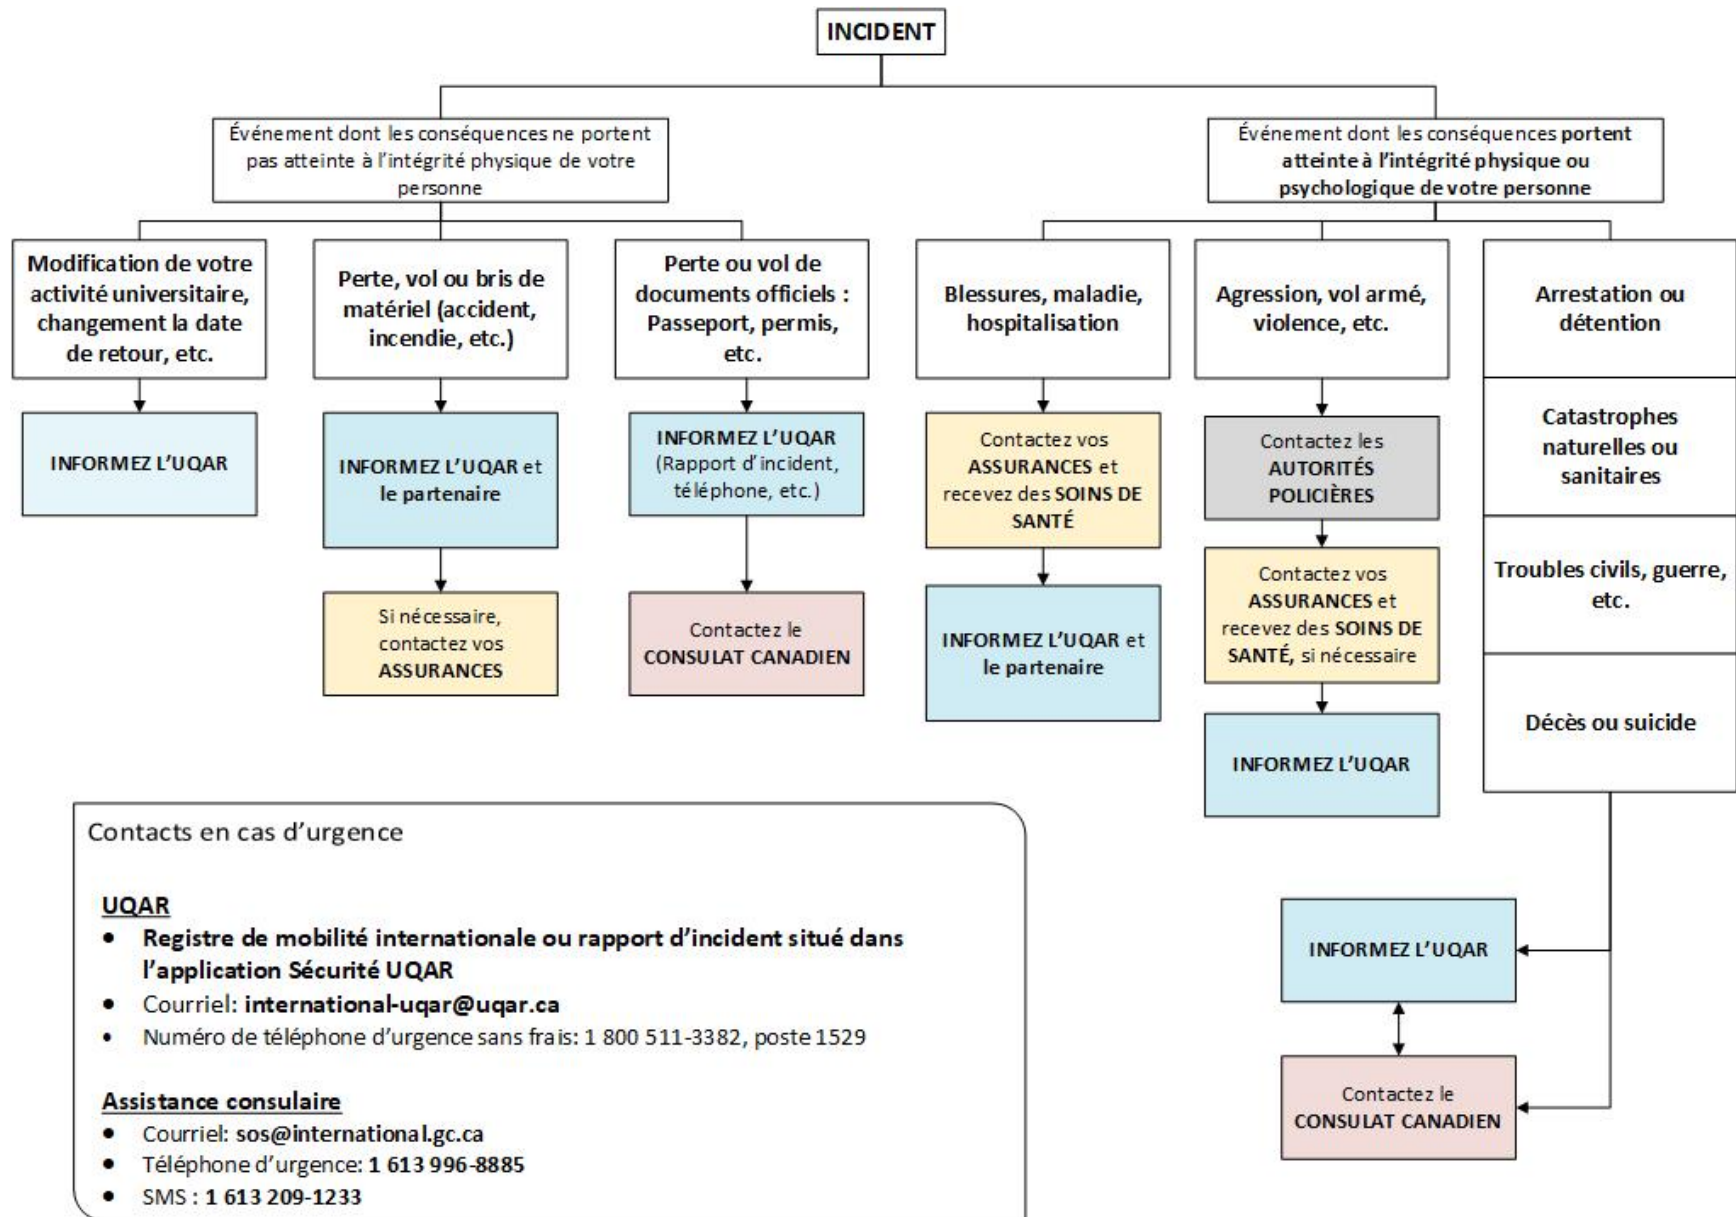 INCIDENT
Événement dont les conséquences ne portent
pas atteinte à l'intégrité physique de votre
personne
Événement dont les conséquences portent
atteinte à l'intégrité physique ou
psychologique de votre personne
Modification de votre
activité universitaire,
changement la date
de retour, etc.
Perte, vol ou bris de
matériel (accident,
incendie, etc.)
Perte ou vol de
documents officiels :
Passeport, permis,
etc.
Blessures, maladie,
hospitalisation
Agression, vol armé,
violence, etc.
Arrestation ou
détention
INFORMEZ L'UQAR
INFORMEZ L'UQAR et
le partenaire
INFORMEZ L'UQAR
(Rapport d'incident,
téléphone, etc.)
Contactez vos
ASSURANCES et
recevez des SOINS DE
SANTÉ
Contactez les
AUTORITÉS
POLICIÈRES
Catastrophes
naturelles ou
sanitaires
Si nécessaire,
contactez vos
ASSURANCES
Contactez le
CONSULAT CANADIEN
INFORMEZ L'UQAR et
le partenaire
Contactez vos
ASSURANCES et
recevez des SOINS DE
SANTÉ, si nécessaire
Troubles civils, guerre,
etc.
INFORMEZ L'UQAR
Décès ou suicide
INFORMEZ L'UQAR
Contactez le
CONSULAT CANADIEN
Contacts en cas d'urgence
UQAR
• Registre de mobilité internationale ou rapport d'incident situé dans
l'application Sécurité UQAR
• Courriel: international-uqar@uqar.ca
• Numéro de téléphone d'urgence sans frais: 1 800 511-3382, poste 1529
Assistance consulaire
• Courriel: sos@international.gc.ca
• Téléphone d'urgence: 1 613 996-8885
• SMS : 1 613 209-1233